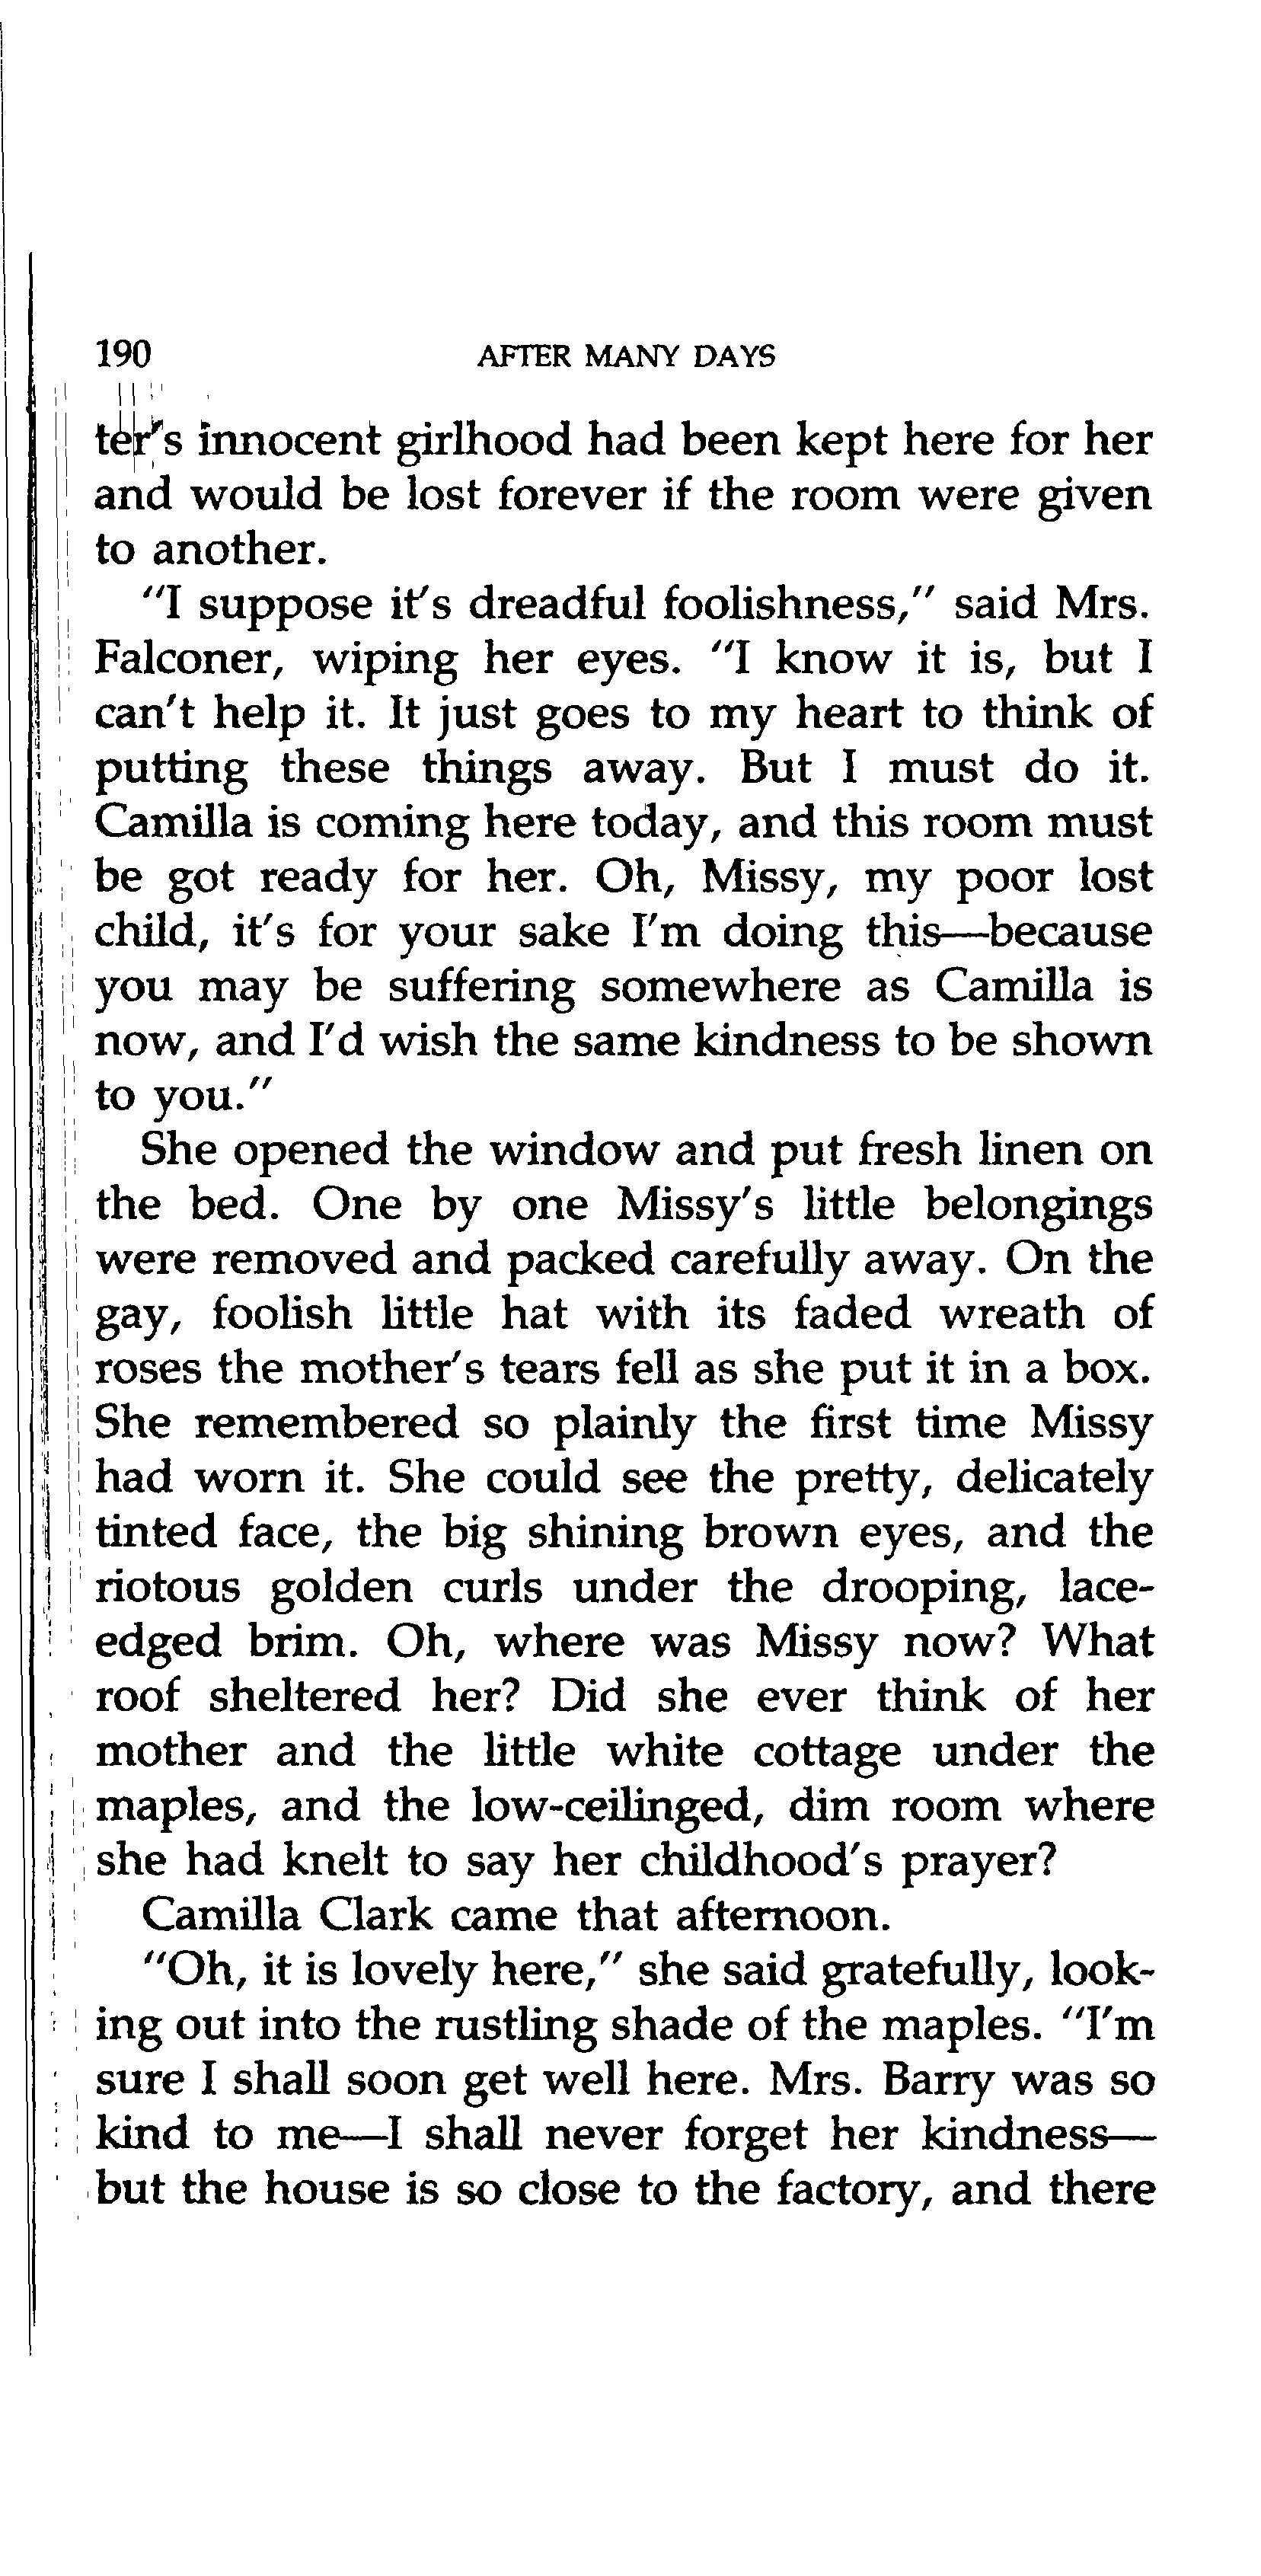 190 AFTER MANY DAYS
ter's innocent girlhood had been kept here for her
and would be lost forever if the room were given
to another.
"I suppose it's dreadful foolishness," said Mrs.
Falconer, wiping her eyes. "I know it is, but I
can't help it. It just goes to my heart to think of
putting these things away. But I must do it.
Camilla is coming here today, and this room must
be got ready for her. Oh, Missy, my poor lost
child, it's for your sake I'm doing this—because
you may be suffering somewhere as Camilla is
now, and I'd wish the same kindness to be shown
to you."
She opened the window and put fresh linen on
the bed. One by one Missy's little belongings
were removed and packed carefully away. On the
gay, foolish little hat with its faded wreath of
roses the mother's tears fell as she put it in a box.
She remembered so plainly the first time Missy
had worn it. She could see the pretty, delicately
tinted face, the big shining brown eyes, and the
riotous golden curls under the drooping, lace-
edged brim. Oh, where was Missy now? What
roof sheltered her? Did she ever think of her
mother and the little white cottage under the
maples, and the low-ceilinged, dim room where
she had knelt to say her childhood's prayer?
Camilla Clark came that afternoon.
"Oh, it is lovely here," she said gratefully, look-
ing out into the rustling shade of the maples. "I'm
sure I shall soon get well here. Mrs. Barry was so
kind to me—I shall never forget her kindness—
but the house is so close to the factory, and there